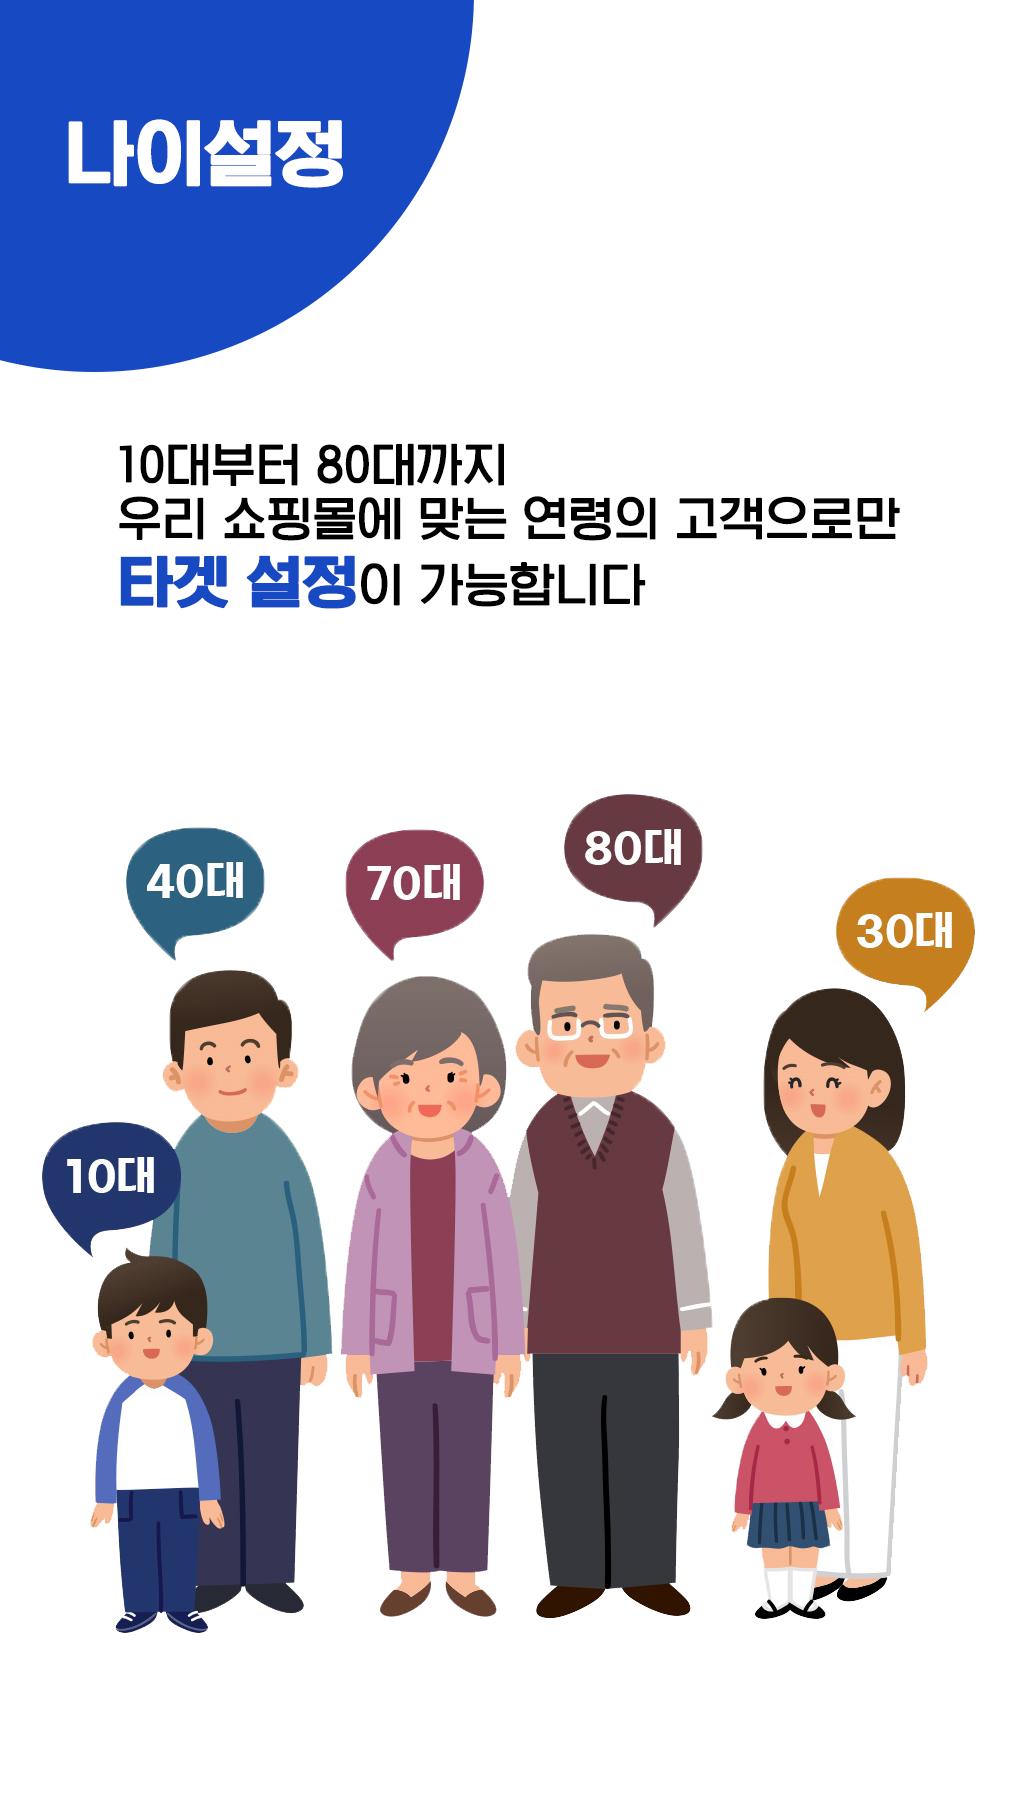 나이설정
10대부터 80대까지
우리 쇼핑몰에 맞는 연령의 고객으로만
타겟 설정이 가능합니다
40대
70대
80대
30대
10대